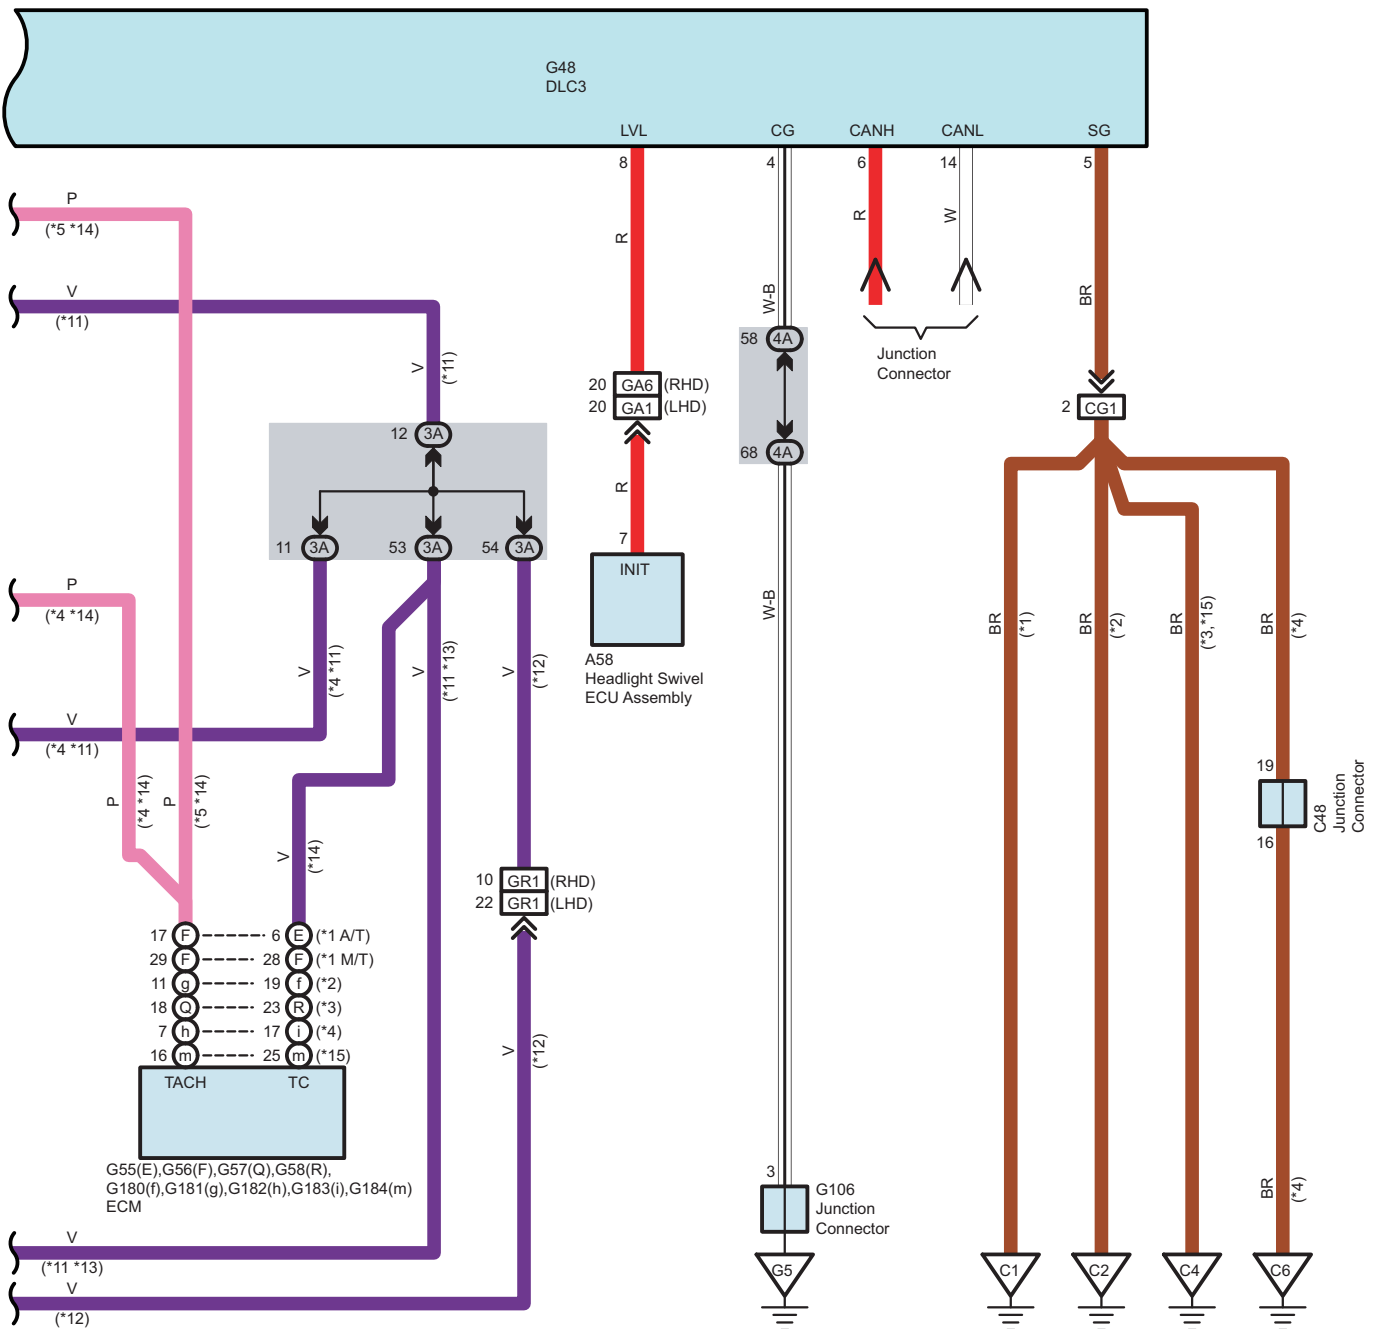 G48
DLC3
LVL
CG
CANH
CANL
SG
8
4
6
14
5
P
(*5 *14)
R
R
W
V
(*11)
W-B
BR
58 4A
Junction
Connector
V
(*11)
20 GA6 (RHD)
20 GA1 (LHD)
2 CG1
12 3A
68 4A
R
11 3A
53 3A
54 3A
7
INIT
P
(*4 *14)
W-B
BR
(*1)
BR
(*2)
BR
(*3,*15)
BR
(*4)
V
(*4 *11)
V
(*11 *13)
V
(*12)
A58
Headlight Swivel
ECU Assembly
V
(*4 *11)
P
(*4 *14)
P
(*5 *14)
19
C48
Junction
Connector
16
V
(*14)
10 GR1 (RHD)
22 GR1 (LHD)
17 F 6 E (*1 A/T)
29 F 28 F (*1 M/T)
11 g 19 f (*2)
18 Q 23 R (*3)
7 h 17 i (*4)
16 m 25 m (*15)
V
(*12)
TACH
TC
G55(E),G56(F),G57(Q),G58(R),
G180(f),G181(g),G182(h),G183(i),G184(m)
ECM
3
G106
Junction
Connector
BR
(*4)
V
(*11 *13)
G5
C1
C2
C4
C6
V
(*12)